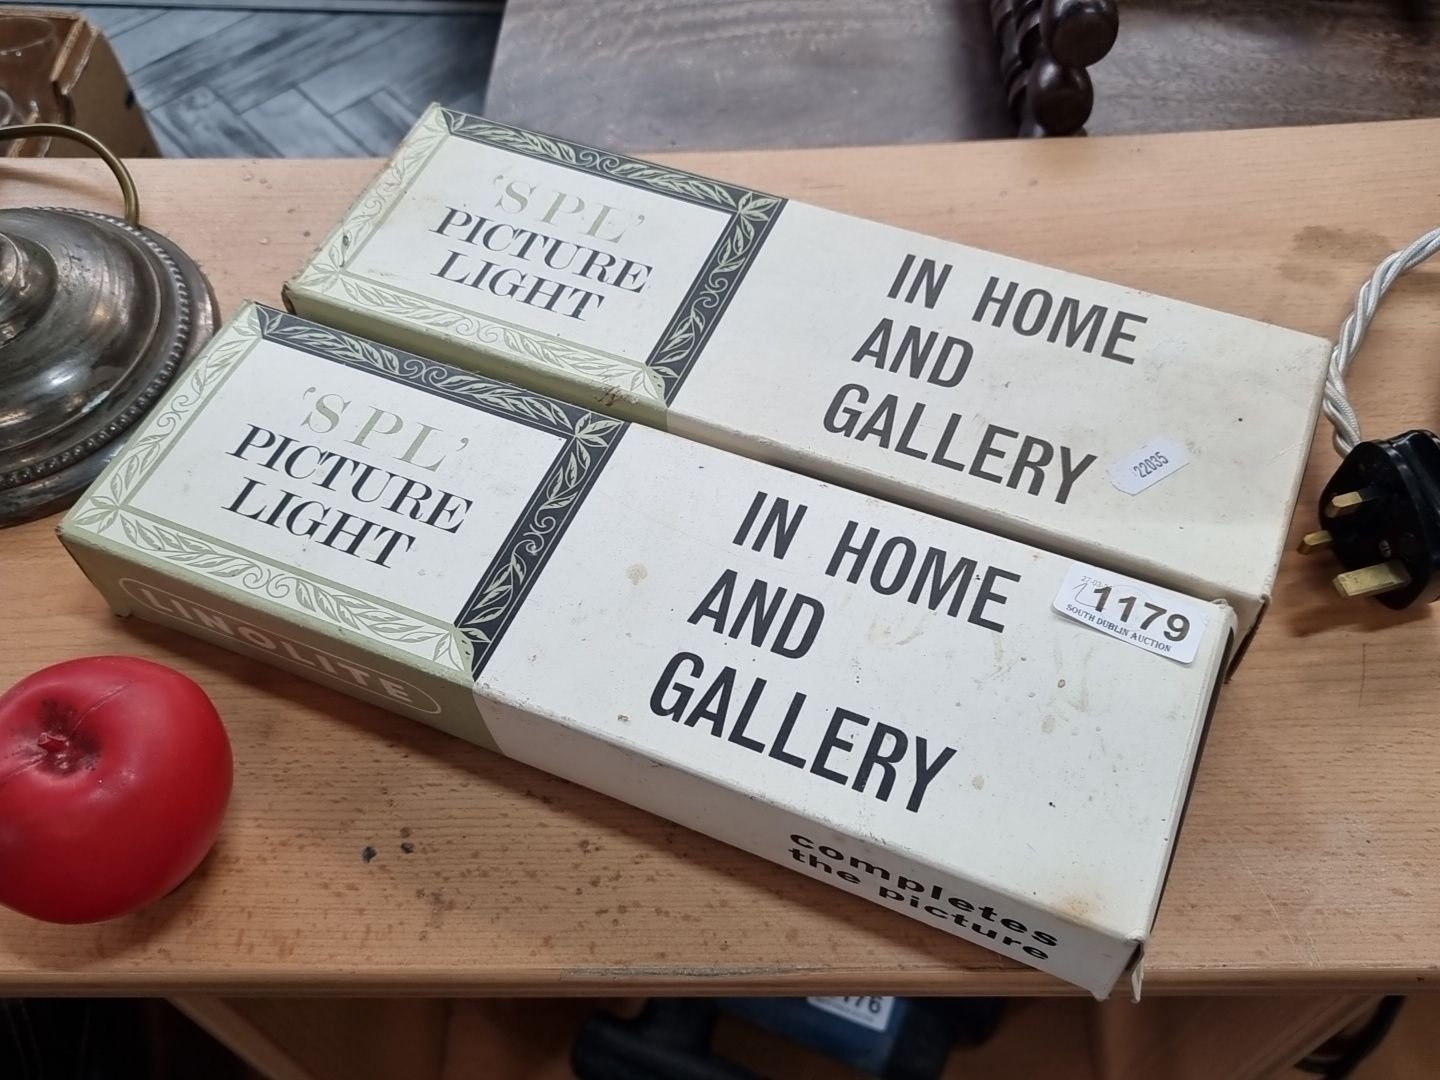 'SPL'
PICTURE
LIGHT
IN HOME
AND
GALLERY
22035
'SPL'
PICTURE
LIGHT
IN HOME
AND
GALLERY
1179
SOUTH DUBLIN AUCTION
LINOLITE
completes
the picture